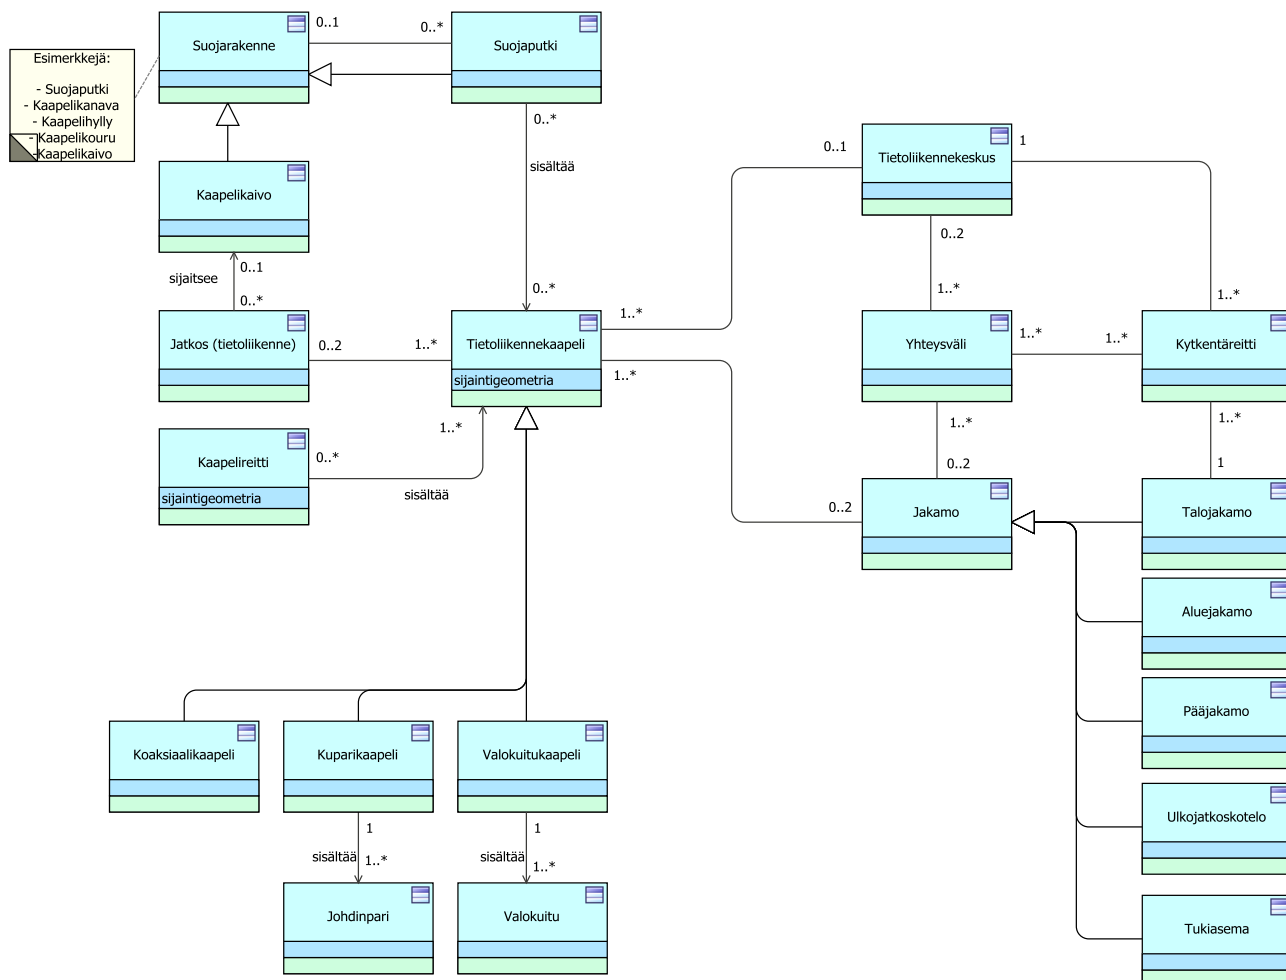 Suojarakenne
0..1
0..*
Suojaputki
Esimerkkejä:
- Suojaputki
- Kaapelikanava
- Kaapelihylly
- Kaapelikouru
-Kaapelikaivo
0..*
sisältää
0..1
Tietoliikennekeskus
1
Kaapelikaivo
0..2
sijaitsee
0..1
0..*
0..*
1..*
1..*
1..*
Jatkos (tietoliikenne)
0..2
1..*
Tietoliikennekaapeli
sijaintigeometria
1..*
Yhteysväli
1..*
1..*
Kytkentäreitti
Kaapelireitti
sijaintigeometria
0..*
1..*
sisältää
1..*
0..2
1..*
1
0..2
Jakamo
Talojakamo
Aluejakamo
Pääjakamo
Ulkojatkoskotelo
Tukiasema
Koaksiaalikaapeli
Kuparikaapeli
Valokuitukaapeli
1
sisältää
1..*
1
sisältää
1..*
Johdinpari
Valokuitu